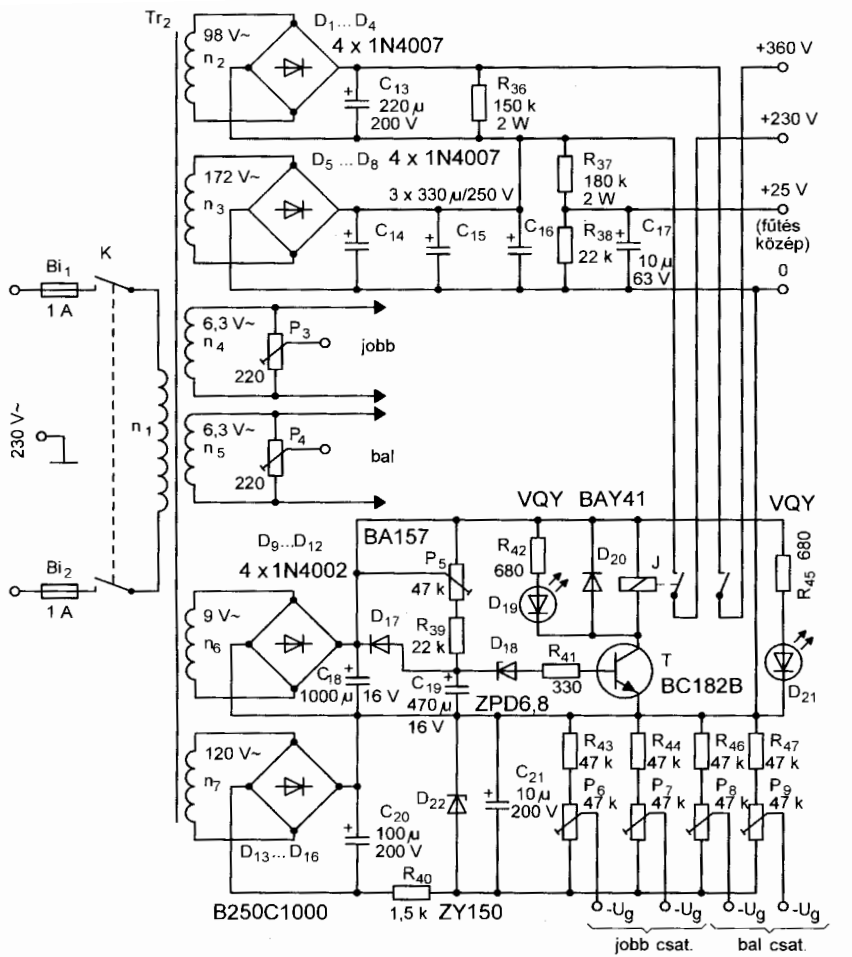 Tr2
98 V~
n2
D1...D4
4 x 1N4007
C13
220 µ
200 V
R36
150 k
2 W
+360 V
+230 V
172 V~
n3
D5 ...D8 4 x 1N4007
3 x 330 µ/250 V
C14
C15
C16
R37
180 k
2 W
R38
22 k
C17
10 µ
63 V
+25 V
(fűtés
közép)
0
Bi1
1 A
K
230 V~
n1
Bi2
1 A
6,3 V~
n4
P3
220
jobb
6,3 V~
n5
P4
220
bal
D9...D12
4 x 1N4002
BA157
9 V~
n6
D17
C18
1000 µ
16 V
P5
47 k
R39
22 k
C19
470 µ
16 V
VQY
R42
680
D19
BAY41
D20
J
D18
ZPD6,8
R41
330
T
BC182B
VQY
680
R45
D21
120 V~
n7
D13...D16
B250C1000
C20
100 µ
200 V
R40
1,5 k
D22
ZY150
C21
10 µ
200 V
R43
47 k
R44
47 k
R46
47 k
R47
47 k
P6
47 k
P7
47 k
P8
47 k
P9
47 k
-Ug
-Ug
-Ug
-Ug
jobb csat.
bal csat.